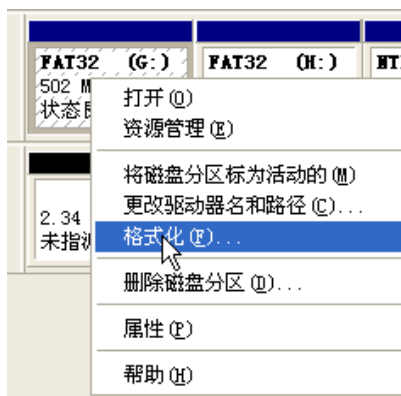 FAT32 (G:)
FAT32 (H:)
502 M
状态
打开(O)
资源管理(E)
将磁盘分区标为活动的(M)
更改驱动器名和路径(C)...
2.34
未指
格式化(F)...
删除磁盘分区(D)...
属性(P)
帮助(H)